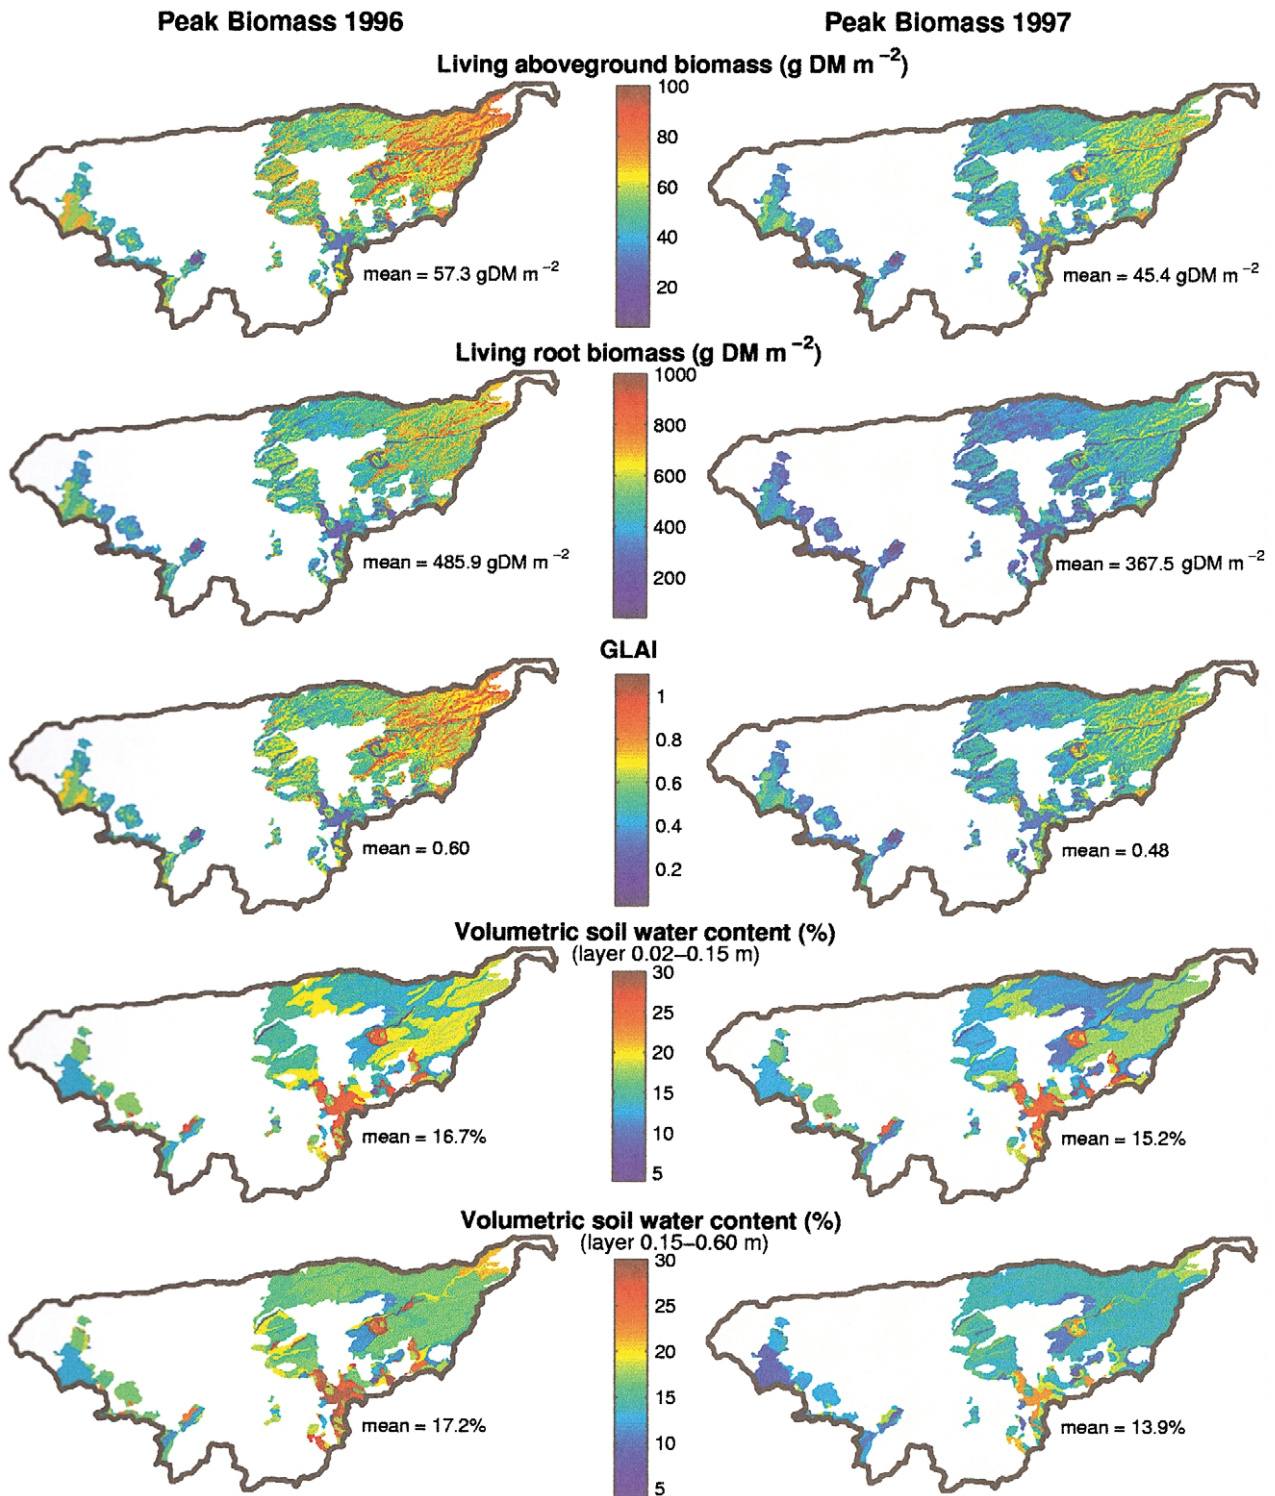 Peak Biomass 1996
Peak Biomass 1997
Living aboveground biomass (g DM m⁻²)
100
80
60
40
20
mean = 57.3 gDM m⁻²
mean = 45.4 gDM m⁻²
Living root biomass (g DM m⁻²)
1000
800
600
400
200
mean = 485.9 gDM m⁻²
mean = 367.5 gDM m⁻²
GLAI
1
0.8
0.6
0.4
0.2
mean = 0.60
mean = 0.48
Volumetric soil water content (%)
(layer 0.02–0.15 m)
30
25
20
15
10
5
mean = 16.7%
mean = 15.2%
Volumetric soil water content (%)
(layer 0.15–0.60 m)
30
25
20
15
10
5
mean = 17.2%
mean = 13.9%